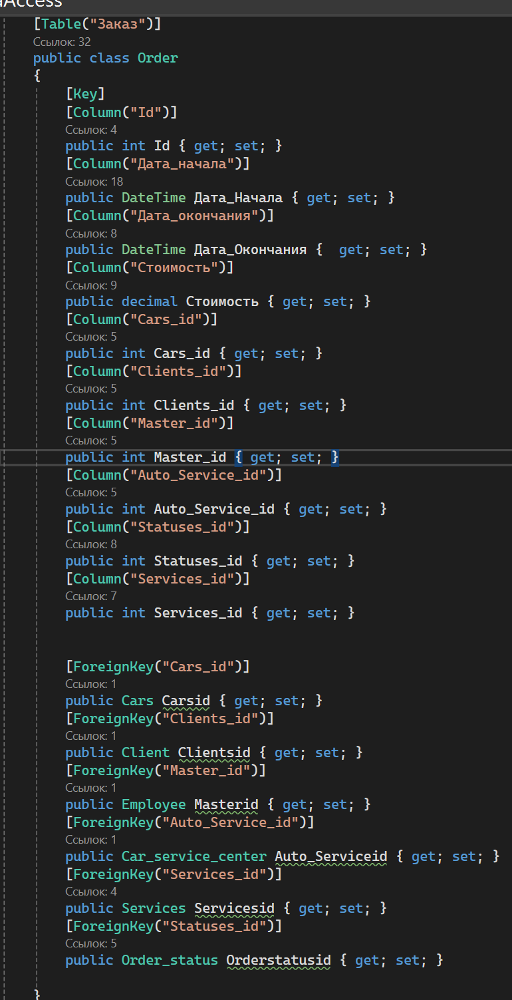 aAccess
[Table("Заказ")]
Ссылок: 32
public class Order
{
[Key]
[Column("Id")]
Ссылок: 4
public int Id { get; set; }
[Column("Дата_начала")]
Ссылок: 18
public DateTime Дата_Начала { get; set; }
[Column("Дата_окончания")]
Ссылок: 8
public DateTime Дата_Окончания {  get; set; }
[Column("Стоимость")]
Ссылок: 9
public decimal Стоимость { get; set; }
[Column("Cars_id")]
Ссылок: 5
public int Cars_id { get; set; }
[Column("Clients_id")]
Ссылок: 5
public int Clients_id { get; set; }
[Column("Master_id")]
Ссылок: 5
public int Master_id { get; set; }
[Column("Auto_Service_id")]
Ссылок: 5
public int Auto_Service_id { get; set; }
[Column("Statuses_id")]
Ссылок: 8
public int Statuses_id { get; set; }
[Column("Services_id")]
Ссылок: 7
public int Services_id { get; set; }
[ForeignKey("Cars_id")]
Ссылок: 1
public Cars Carsid { get; set; }
[ForeignKey("Clients_id")]
Ссылок: 1
public Client Clientsid { get; set; }
[ForeignKey("Master_id")]
Ссылок: 1
public Employee Masterid { get; set; }
[ForeignKey("Auto_Service_id")]
Ссылок: 1
public Car_service_center Auto_Serviceid { get; set; }
[ForeignKey("Services_id")]
Ссылок: 4
public Services Servicesid { get; set; }
[ForeignKey("Statuses_id")]
Ссылок: 5
public Order_status Orderstatusid { get; set; }
}